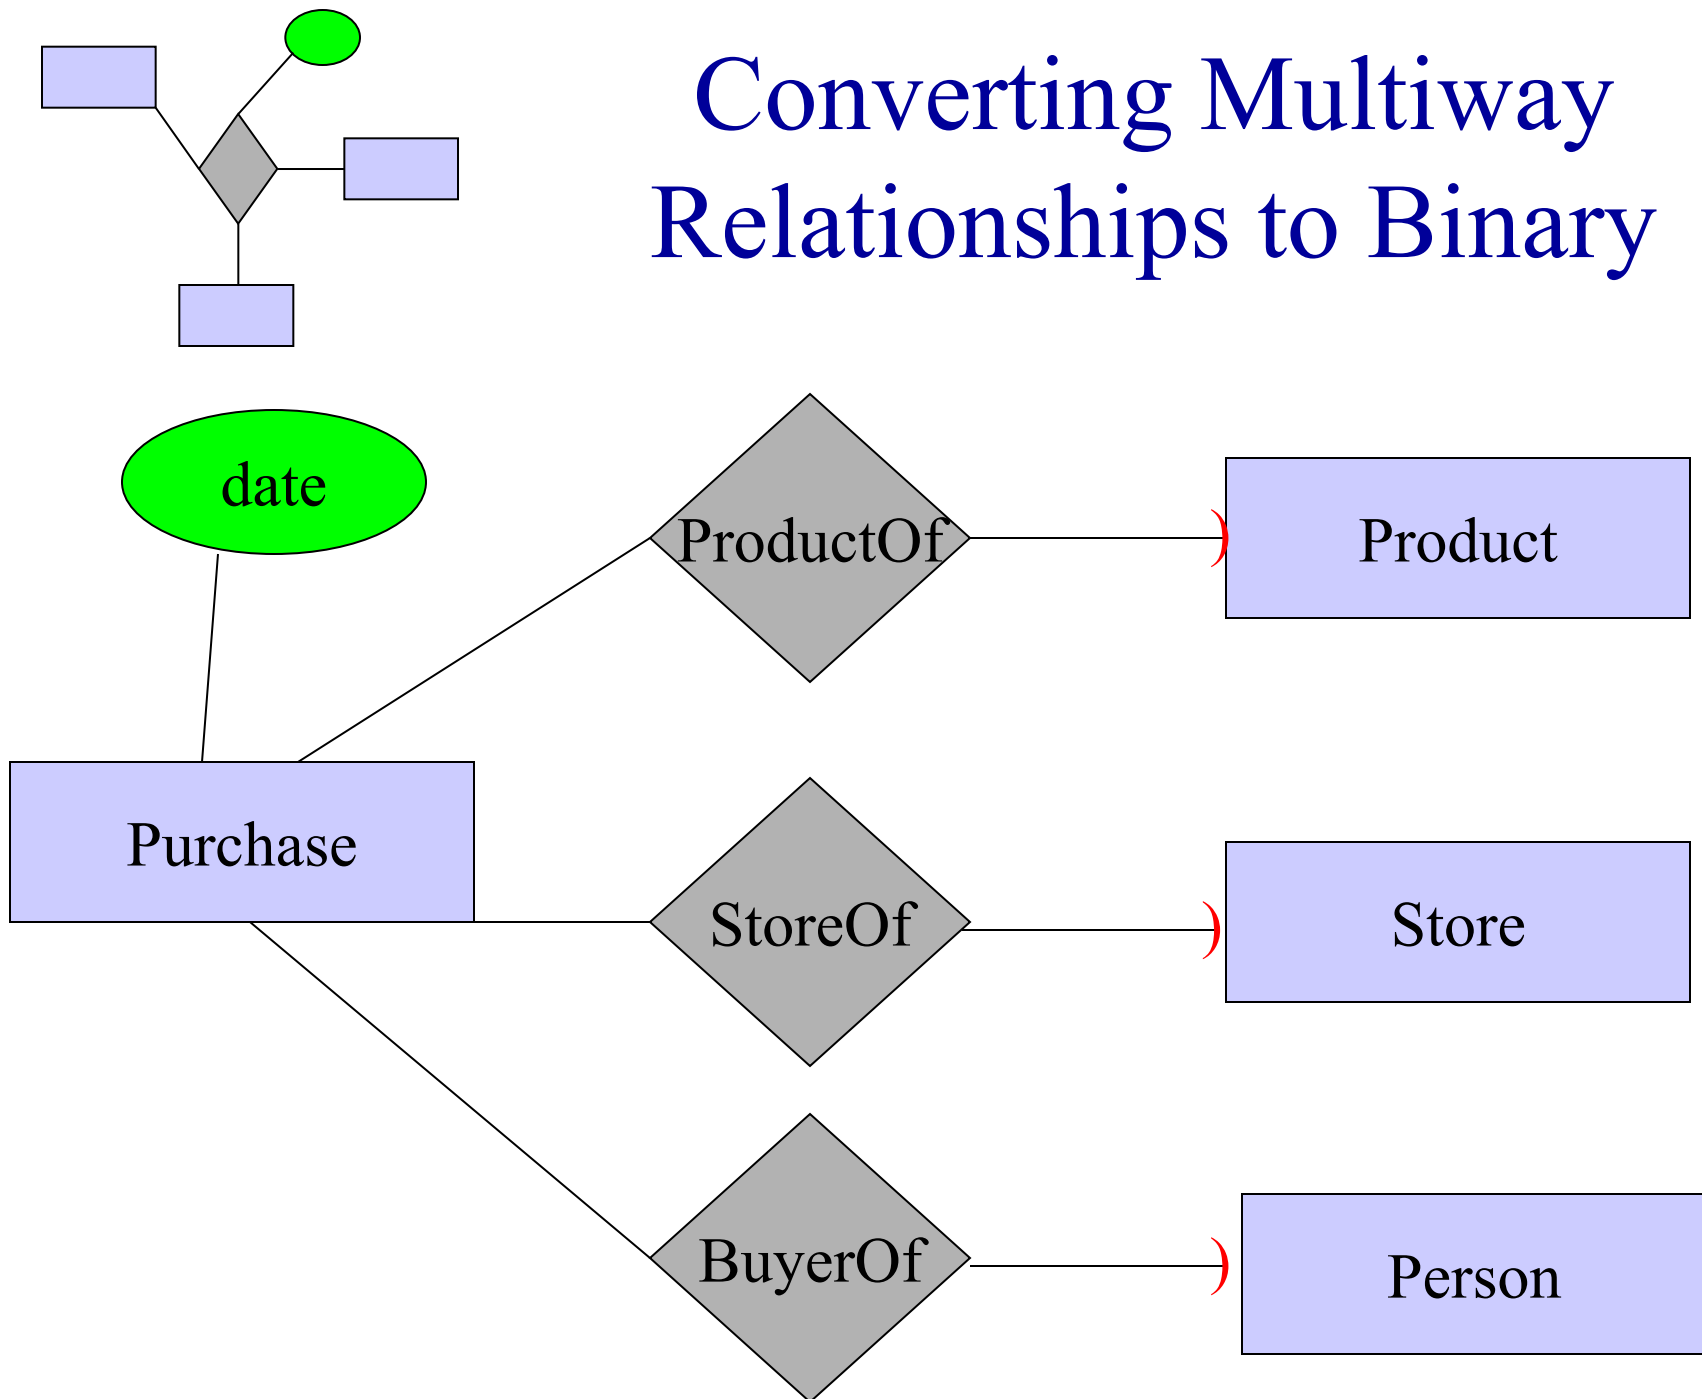 Converting Multiway
Relationships to Binary
date
ProductOf
Product
Purchase
StoreOf
Store
BuyerOf
Person